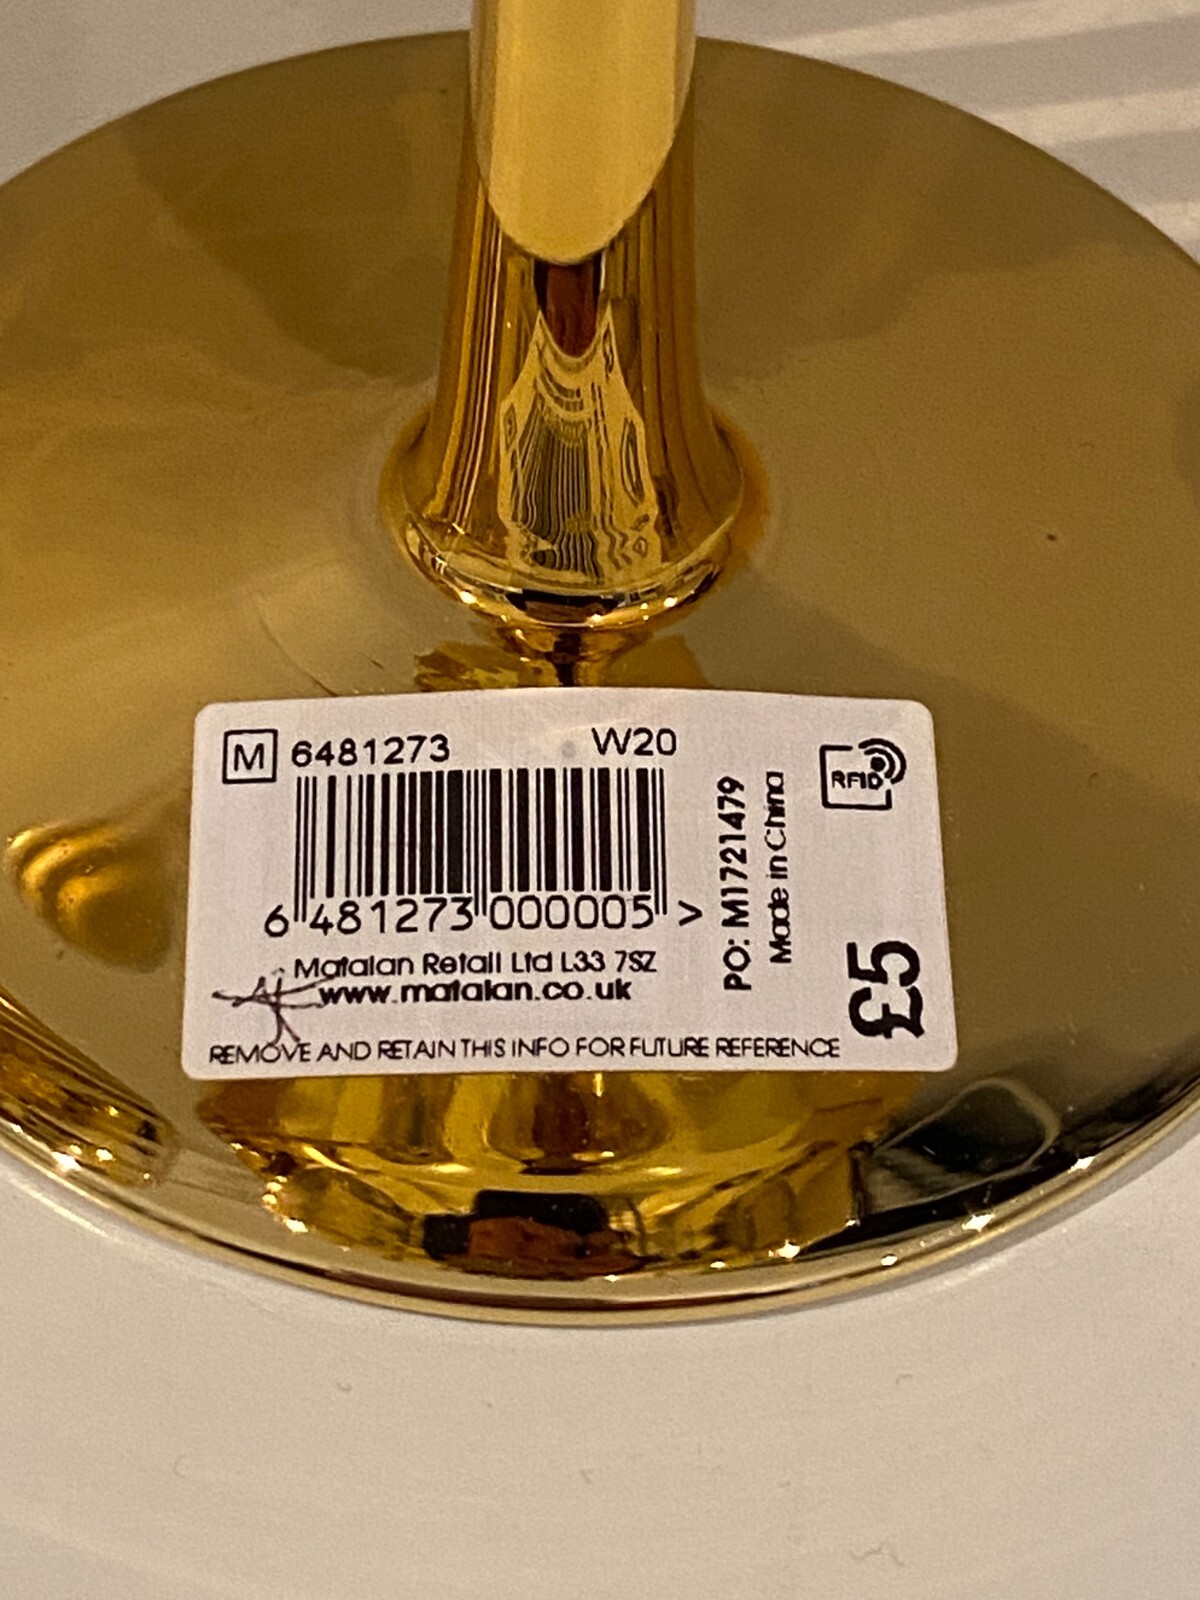 M 6481273 W20
6 481273 000005 >
Matalan Retail Ltd L33 7SZ
www.matalan.co.uk
REMOVE AND RETAIN THIS INFO FOR FUTURE REFERENCE
PO: M1721479
Made in China
RFID
£5